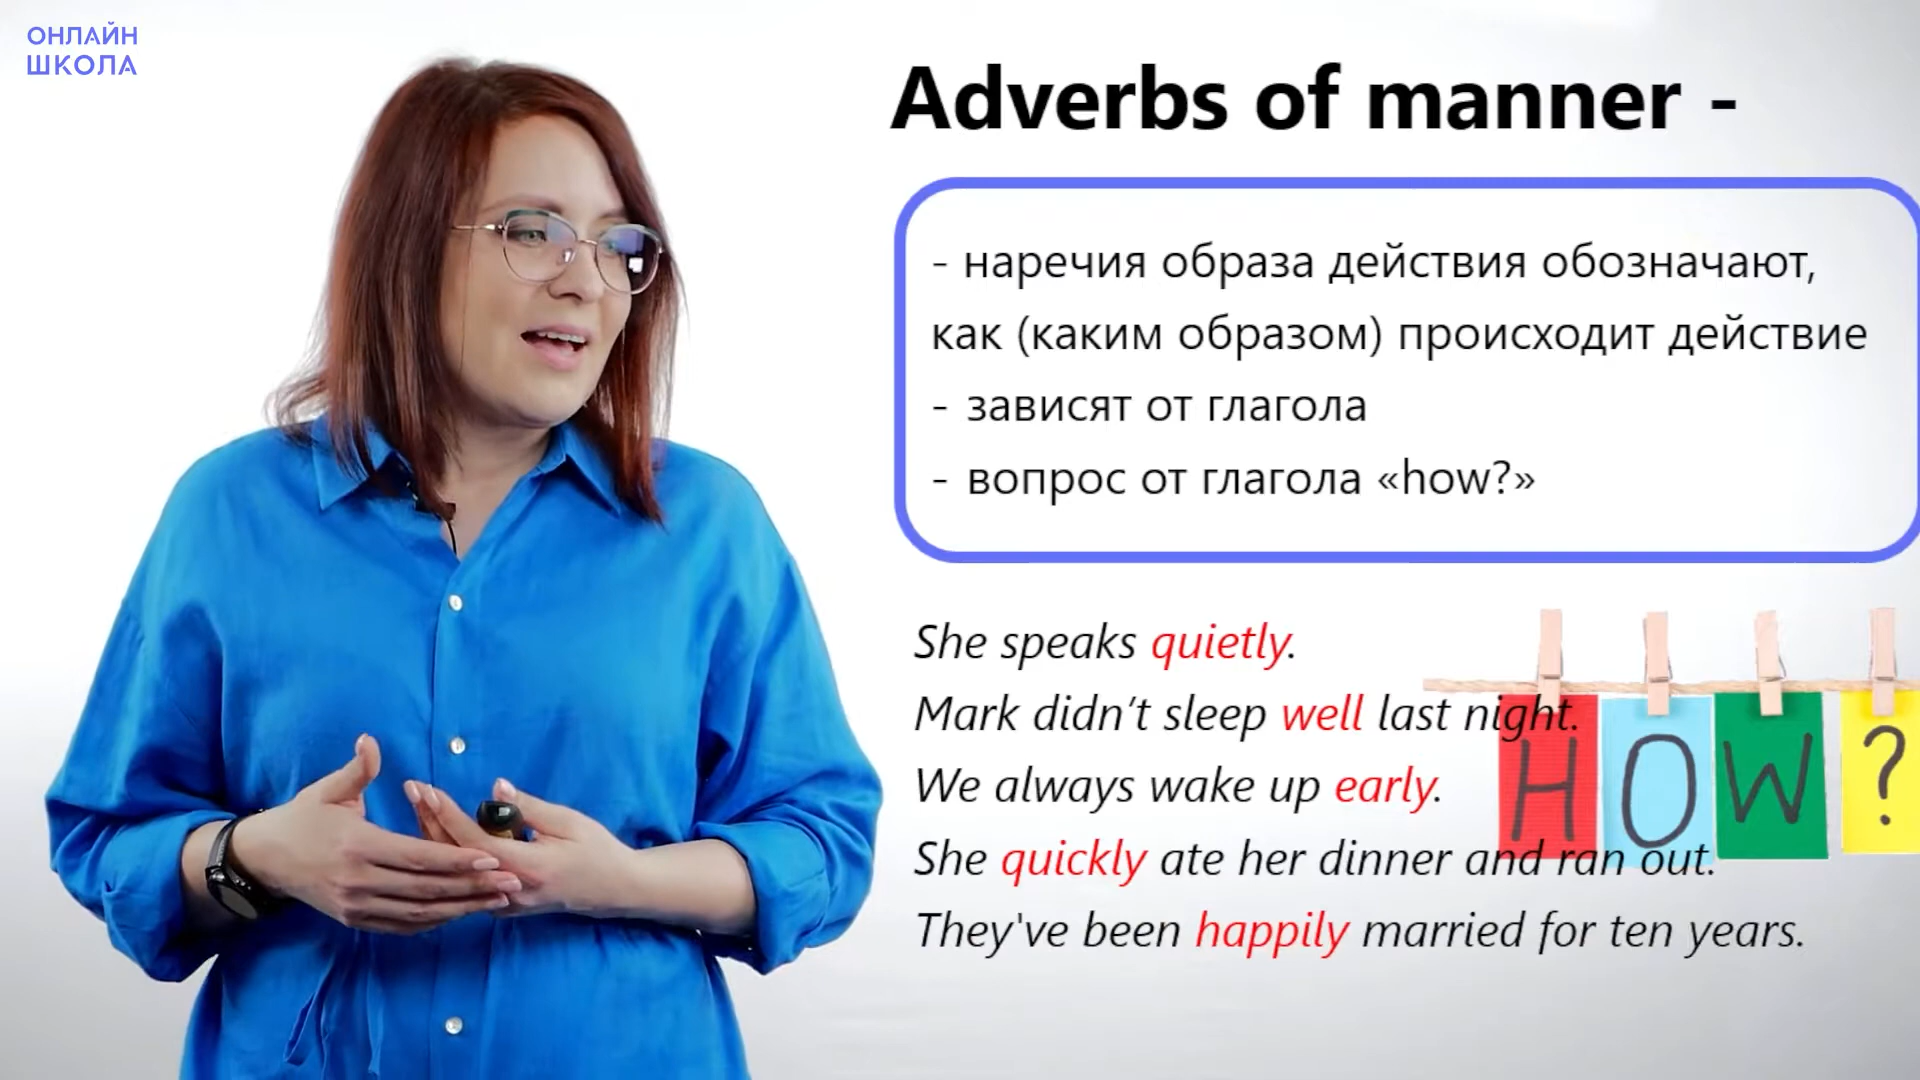 ОНЛАЙН
ШКОЛА
Adverbs of manner -
- наречия образа действия обозначают,
как (каким образом) происходит действие
- зависят от глагола
- вопрос от глагола «how?»
She speaks quietly.
Mark didn’t sleep well last night.
We always wake up early.
She quickly ate her dinner and ran out.
They've been happily married for ten years.
HOW?